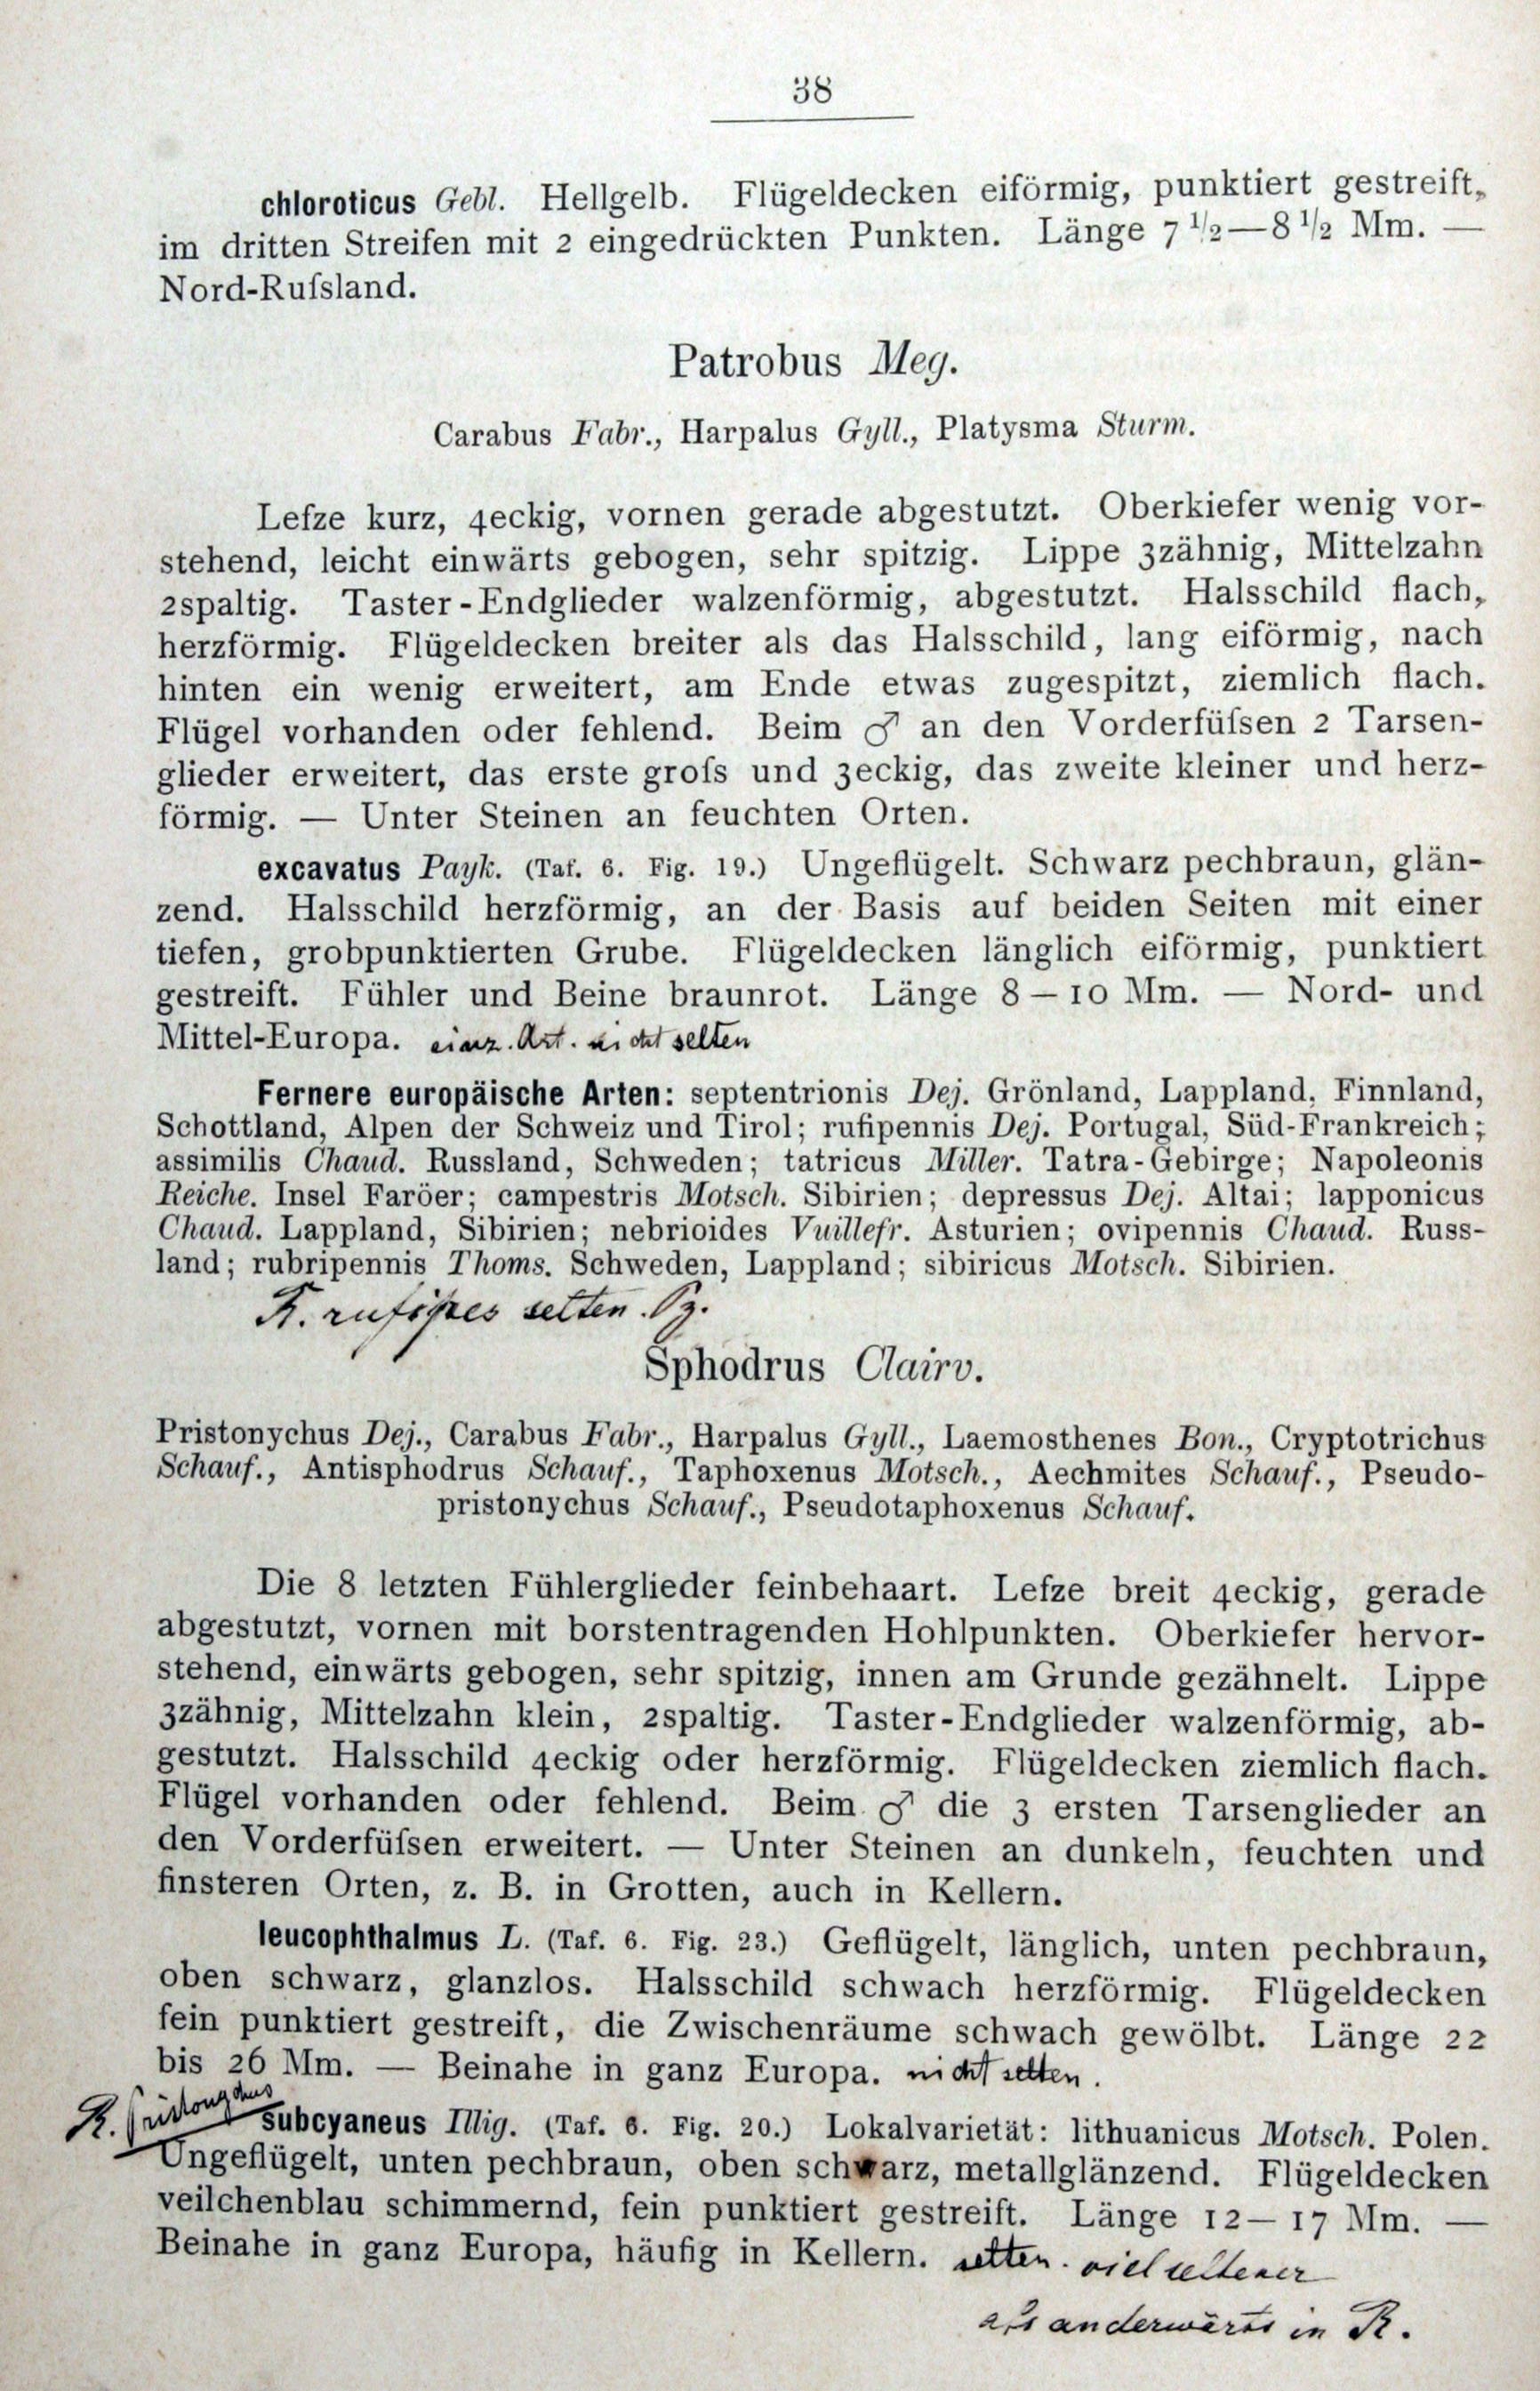 38
chloroticus Gebl. Hellgelb. Flügeldecken eiförmig, punktiert gestreift,
im dritten Streifen mit 2 eingedrückten Punkten. Länge 7 1/2—8 1/2 Mm. —
Nord-Ruſsland.
Patrobus Meg.
Carabus Fabr., Harpalus Gyll., Platysma Sturm.
Lefze kurz, 4eckig, vornen gerade abgestutzt. Oberkiefer wenig vor-
stehend, leicht einwärts gebogen, sehr spitzig. Lippe 3zähnig, Mittelzahn
2spaltig. Taster-Endglieder walzenförmig, abgestutzt. Halsschild flach,
herzförmig. Flügeldecken breiter als das Halsschild, lang eiförmig, nach
hinten ein wenig erweitert, am Ende etwas zugespitzt, ziemlich flach.
Flügel vorhanden oder fehlend. Beim ♂ an den Vorderfüſsen 2 Tarsen-
glieder erweitert, das erste groſs und 3eckig, das zweite kleiner und herz-
förmig. — Unter Steinen an feuchten Orten.
excavatus Payk. (Taf. 6. Fig. 19.) Ungeflügelt. Schwarz pechbraun, glän-
zend. Halsschild herzförmig, an der Basis auf beiden Seiten mit einer
tiefen, grobpunktierten Grube. Flügeldecken länglich eiförmig, punktiert
gestreift. Fühler und Beine braunrot. Länge 8—10 Mm. — Nord- und
Mittel-Europa. einz. Art. nicht selten
Fernere europäische Arten: septentrionis Dej. Grönland, Lappland, Finnland,
Schottland, Alpen der Schweiz und Tirol; rufipennis Dej. Portugal, Süd-Frankreich;
assimilis Chaud. Russland, Schweden; tatricus Miller. Tatra-Gebirge; Napoleonis
Reiche. Insel Faröer; campestris Motsch. Sibirien; depressus Dej. Altai; lapponicus
Chaud. Lappland, Sibirien; nebrioides Vuillefr. Asturien; ovipennis Chaud. Russ-
land; rubripennis Thoms. Schweden, Lappland; sibiricus Motsch. Sibirien.
R. rufipes selten.
Sphodrus Clairv.
Pristonychus Dej., Carabus Fabr., Harpalus Gyll., Laemosthenes Bon., Cryptotrichus
Schauf., Antisphodrus Schauf., Taphoxenus Motsch., Aechmites Schauf., Pseudo-
pristonychus Schauf., Pseudotaphoxenus Schauf.
Die 8 letzten Fühlerglieder feinbehaart. Lefze breit 4eckig, gerade
abgestutzt, vornen mit borstentragenden Hohlpunkten. Oberkiefer hervor-
stehend, einwärts gebogen, sehr spitzig, innen am Grunde gezähnelt. Lippe
3zähnig, Mittelzahn klein, 2spaltig. Taster-Endglieder walzenförmig, ab-
gestutzt. Halsschild 4eckig oder herzförmig. Flügeldecken ziemlich flach.
Flügel vorhanden oder fehlend. Beim ♂ die 3 ersten Tarsenglieder an
den Vorderfüſsen erweitert. — Unter Steinen an dunkeln, feuchten und
finsteren Orten, z. B. in Grotten, auch in Kellern.
leucophthalmus L. (Taf. 6. Fig. 23.) Geflügelt, länglich, unten pechbraun,
oben schwarz, glanzlos. Halsschild schwach herzförmig. Flügeldecken
fein punktiert gestreift, die Zwischenräume schwach gewölbt. Länge 22
bis 26 Mm. — Beinahe in ganz Europa. nicht selten.
R. Pristonychus
subcyaneus Illig. (Taf. 6. Fig. 20.) Lokalvarietät: lithuanicus Motsch. Polen.
Ungeflügelt, unten pechbraun, oben schwarz, metallglänzend. Flügeldecken
veilchenblau schimmernd, fein punktiert gestreift. Länge 12—17 Mm. —
Beinahe in ganz Europa, häufig in Kellern. selten. viel seltener
als anderwärts in R.